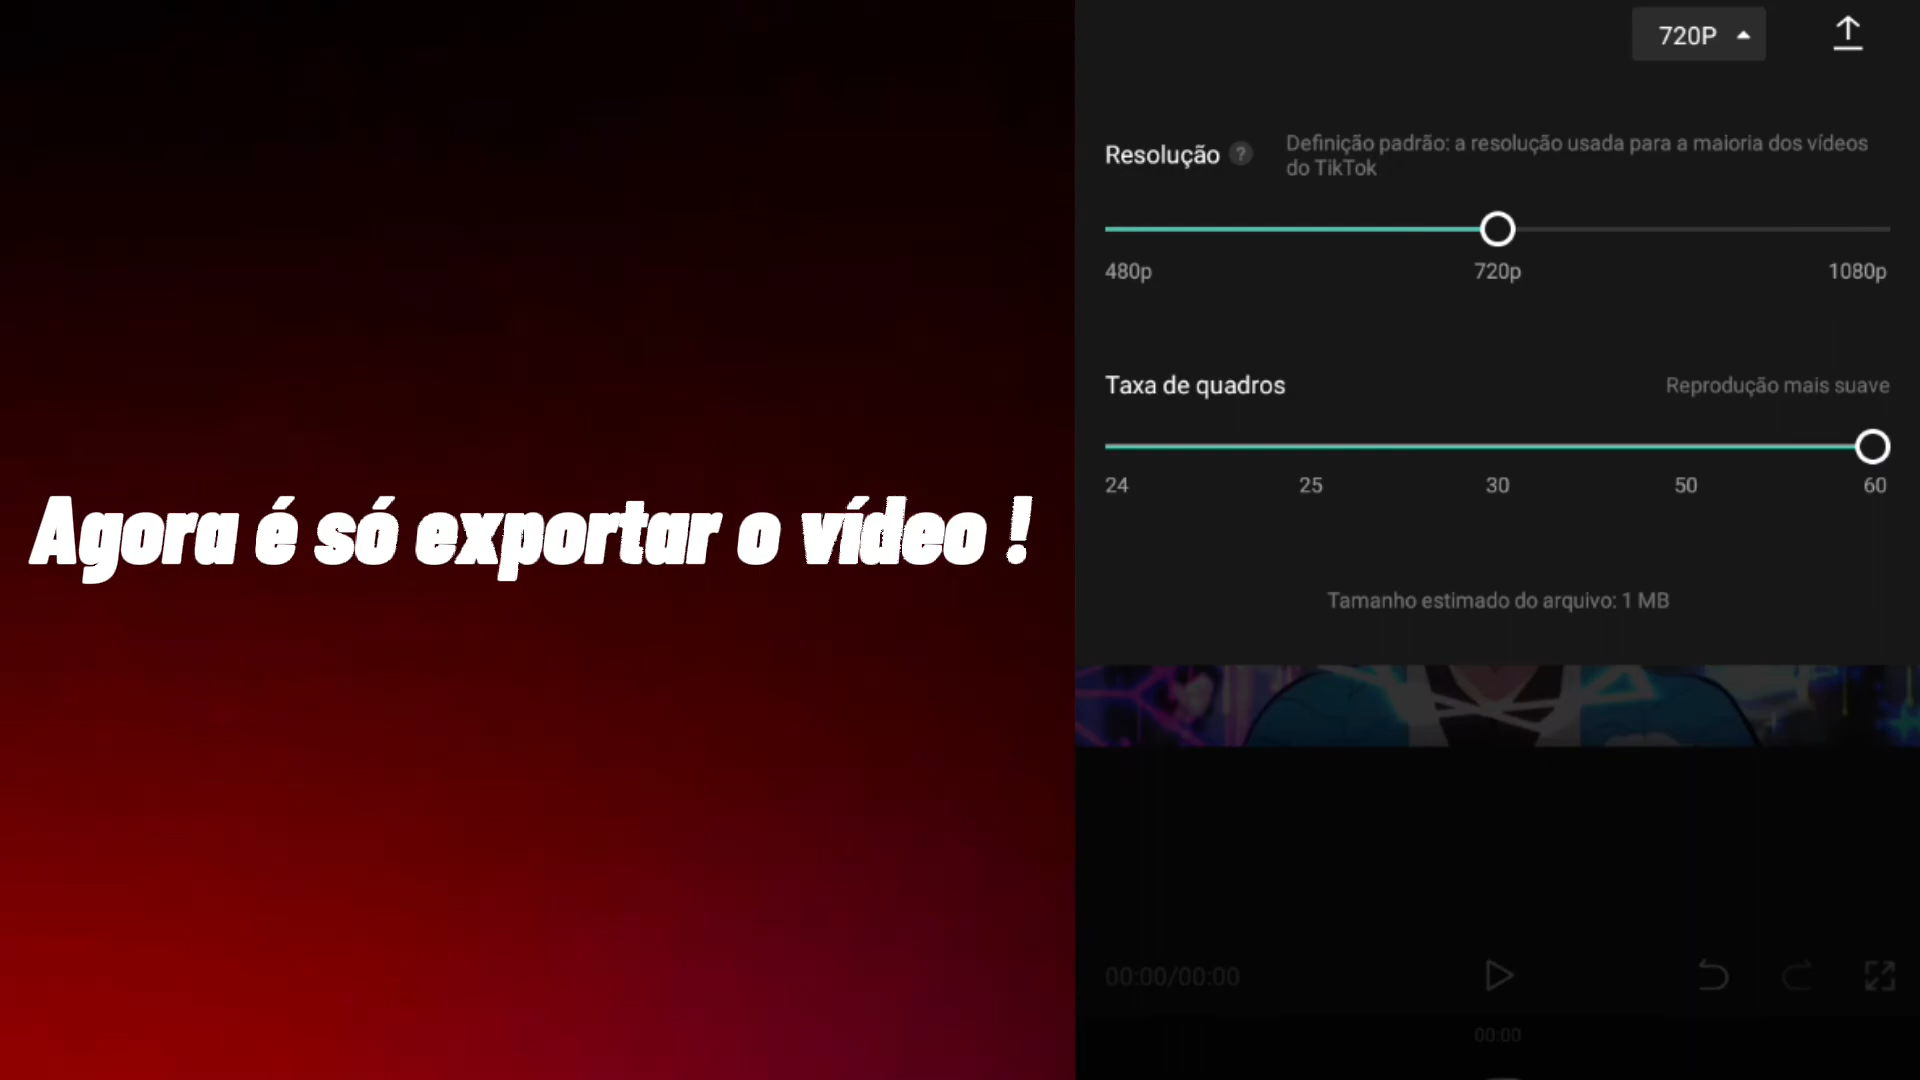 Agora é só exportar o vídeo !
720P
Resolução ?
Definição padrão: a resolução usada para a maioria dos vídeos
do TikTok
480p 720p 1080p
Taxa de quadros
Reprodução mais suave
24 25 30 50 60
Tamanho estimado do arquivo: 1 MB
00:00/00:00
00:00